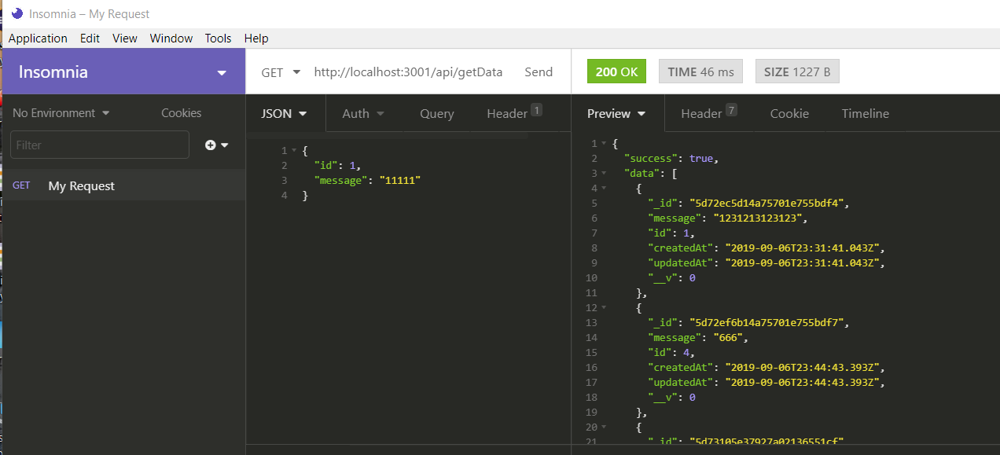 Insomnia – My Request
Application Edit View Window Tools Help
Insomnia
GET http://localhost:3001/api/getData Send
200 OK TIME 46 ms SIZE 1227 B
No Environment Cookies
Filter
GET My Request
JSON Auth Query Header 1
1 {
2 "id": 1,
3 "message": "11111"
4 }
Preview Header 7 Cookie Timeline
1 {
2 "success": true,
3 "data": [
4 {
5 "_id": "5d72ec5d14a75701e755bdf4",
6 "message": "1231213123123",
7 "id": 1,
8 "createdAt": "2019-09-06T23:31:41.043Z",
9 "updatedAt": "2019-09-06T23:31:41.043Z",
10 "__v": 0
11 },
12 {
13 "_id": "5d72ef6b14a75701e755bdf7",
14 "message": "666",
15 "id": 4,
16 "createdAt": "2019-09-06T23:44:43.393Z",
17 "updatedAt": "2019-09-06T23:44:43.393Z",
18 "__v": 0
19 },
20 {
21 "_id": "5d73105e37927a02136551cf"